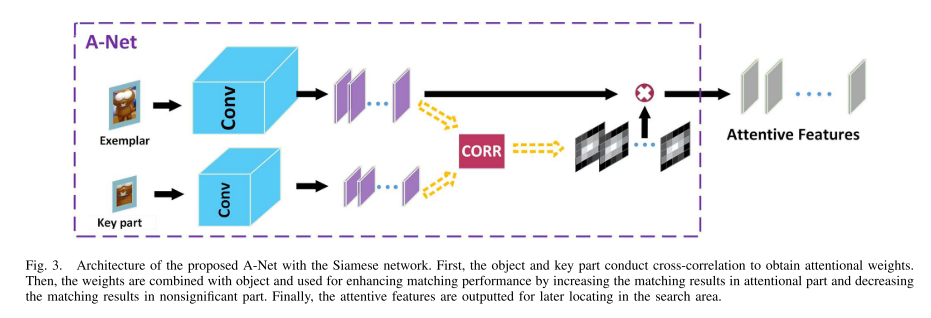 A-Net
Exemplar
Conv
Key part
Conv
CORR
Attentive Features
Fig. 3. Architecture of the proposed A-Net with the Siamese network. First, the object and key part conduct cross-correlation to obtain attentional weights.
Then, the weights are combined with object and used for enhancing matching performance by increasing the matching results in attentional part and decreasing
the matching results in nonsignificant part. Finally, the attentive features are outputted for later locating in the search area.